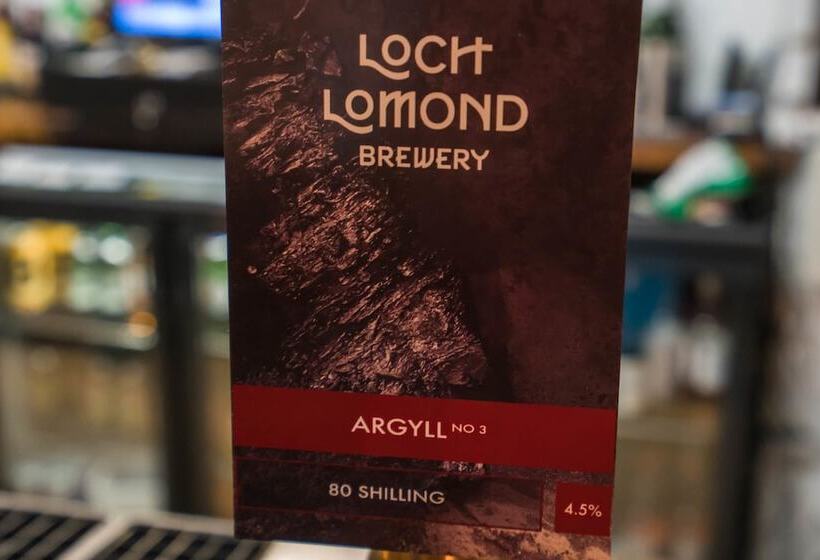 LOCH
LOMOND
BREWERY
ARGYLL NO 3
80 SHILLING
4.5%